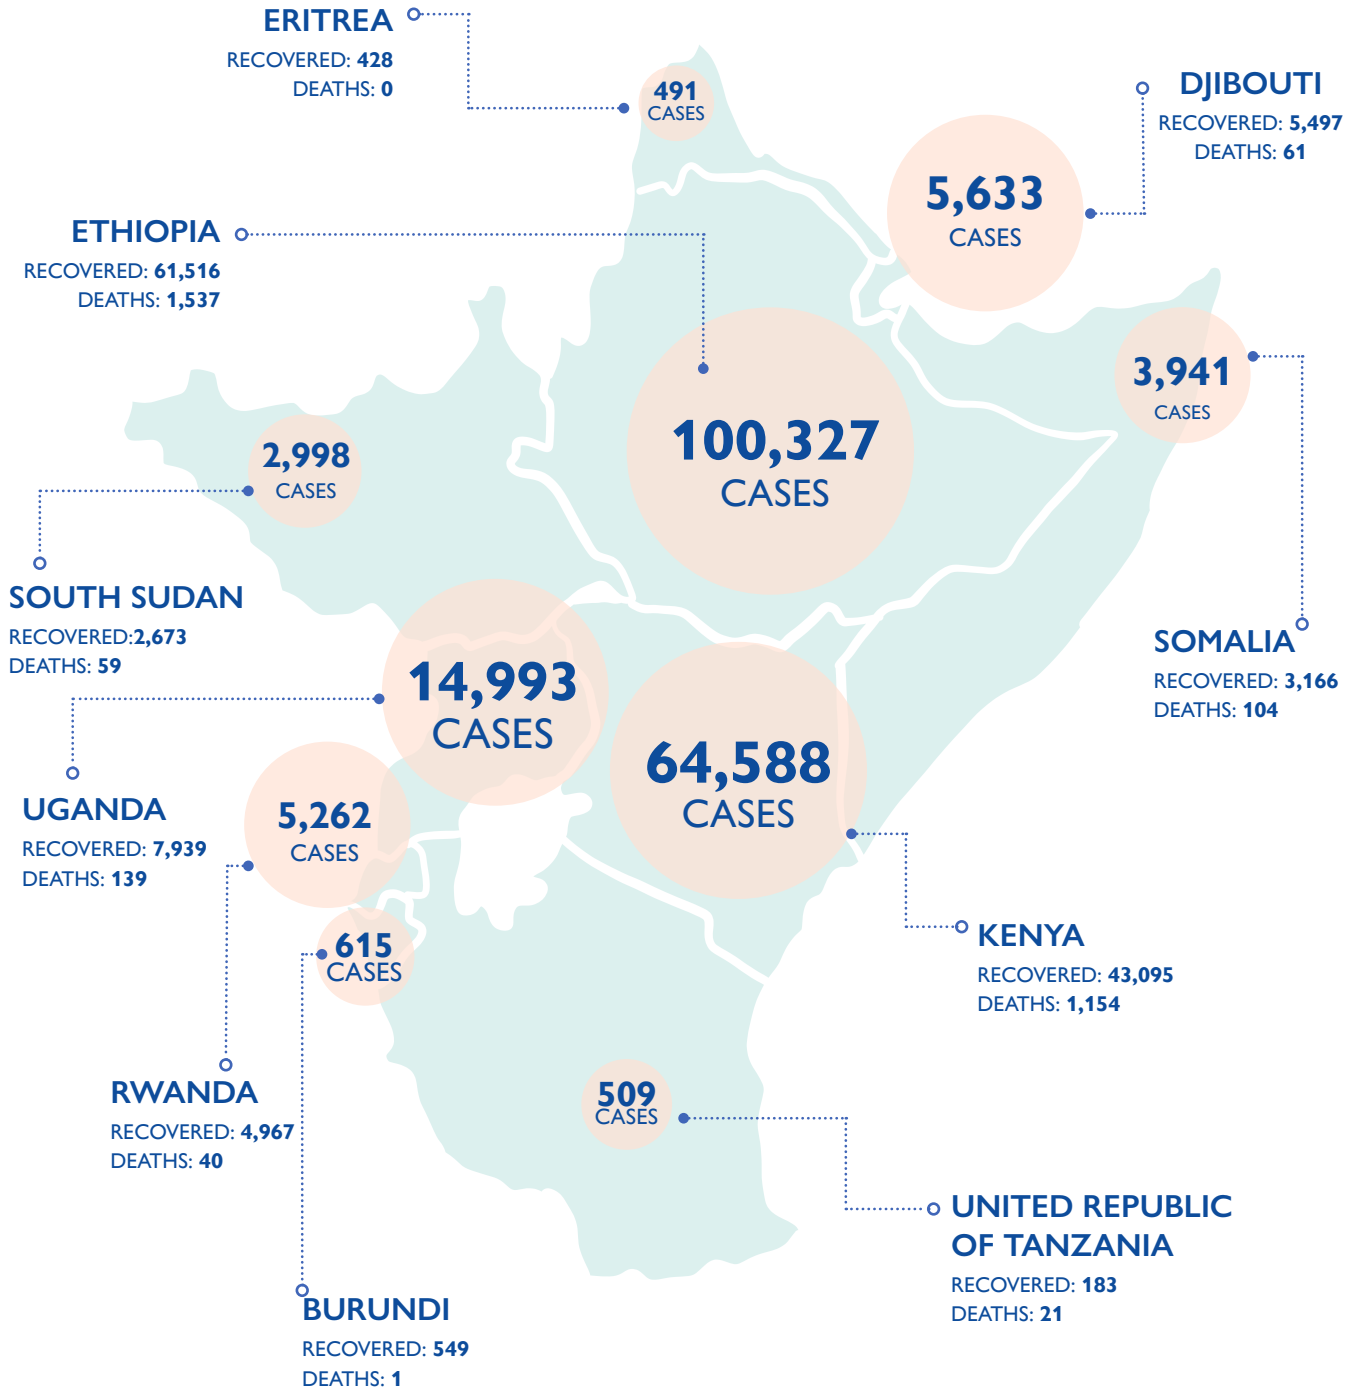 ERITREA
RECOVERED: 428
DEATHS: 0
491
CASES
DJIBOUTI
RECOVERED: 5,497
DEATHS: 61
5,633
CASES
ETHIOPIA
RECOVERED: 61,516
DEATHS: 1,537
100,327
CASES
3,941
CASES
2,998
CASES
SOUTH SUDAN
RECOVERED:2,673
DEATHS: 59
SOMALIA
RECOVERED: 3,166
DEATHS: 104
14,993
CASES
64,588
CASES
UGANDA
RECOVERED: 7,939
DEATHS: 139
5,262
CASES
615
CASES
KENYA
RECOVERED: 43,095
DEATHS: 1,154
RWANDA
RECOVERED: 4,967
DEATHS: 40
509
CASES
UNITED REPUBLIC
OF TANZANIA
RECOVERED: 183
DEATHS: 21
BURUNDI
RECOVERED: 549
DEATHS: 1